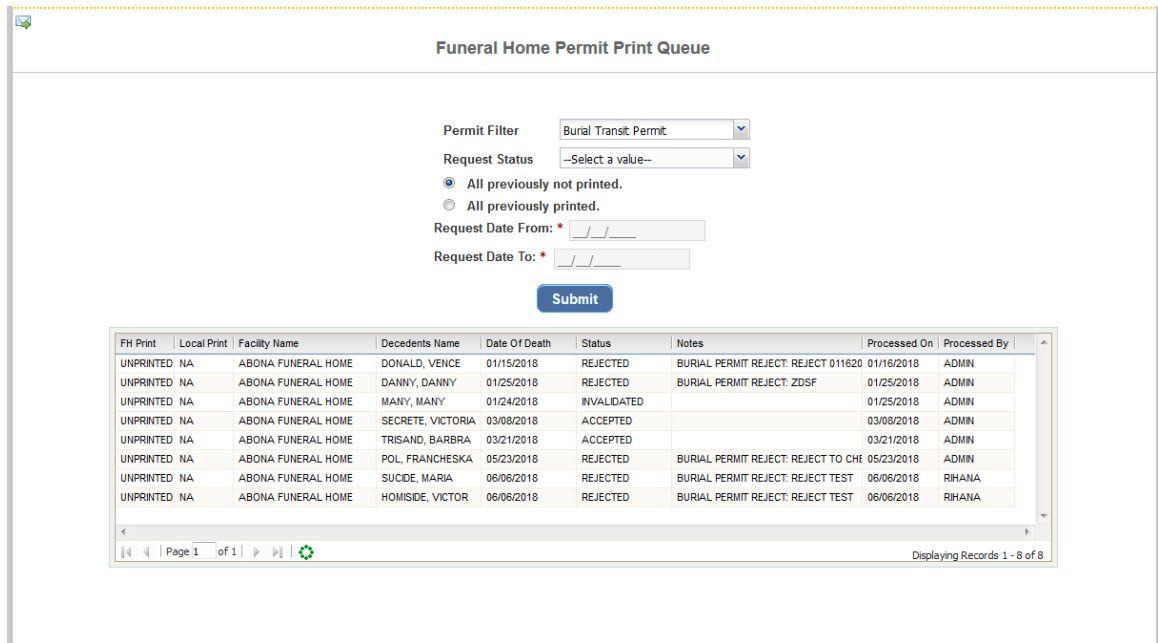 Funeral Home Permit Print Queue
Permit Filter Burial Transit Permit
Request Status --Select a value--
All previously not printed.
All previously printed.
Request Date From: * __/__/____
Request Date To: * __/__/____
Submit
FH Print Local Print Facility Name Decedents Name Date Of Death Status Notes Processed On Processed By
UNPRINTED NA ABONA FUNERAL HOME DONALD, VENCE 01/15/2018 REJECTED BURIAL PERMIT REJECT: REJECT 011620 01/16/2018 ADMIN
UNPRINTED NA ABONA FUNERAL HOME DANNY, DANNY 01/25/2018 REJECTED BURIAL PERMIT REJECT: ZDSF 01/25/2018 ADMIN
UNPRINTED NA ABONA FUNERAL HOME MANY, MANY 01/24/2018 INVALIDATED 01/25/2018 ADMIN
UNPRINTED NA ABONA FUNERAL HOME SECRETE, VICTORIA 03/08/2018 ACCEPTED 03/08/2018 ADMIN
UNPRINTED NA ABONA FUNERAL HOME TRISAND, BARBRA 03/21/2018 ACCEPTED 03/21/2018 ADMIN
UNPRINTED NA ABONA FUNERAL HOME POL, FRANCHESKA 05/23/2018 REJECTED BURIAL PERMIT REJECT: REJECT TO CHE 05/23/2018 ADMIN
UNPRINTED NA ABONA FUNERAL HOME SUCIDE, MARIA 06/06/2018 REJECTED BURIAL PERMIT REJECT: REJECT TEST 06/06/2018 RIHANA
UNPRINTED NA ABONA FUNERAL HOME HOMISIDE, VICTOR 06/06/2018 REJECTED BURIAL PERMIT REJECT: REJECT TEST 06/06/2018 RIHANA
Page 1 of 1 Displaying Records 1 - 8 of 8